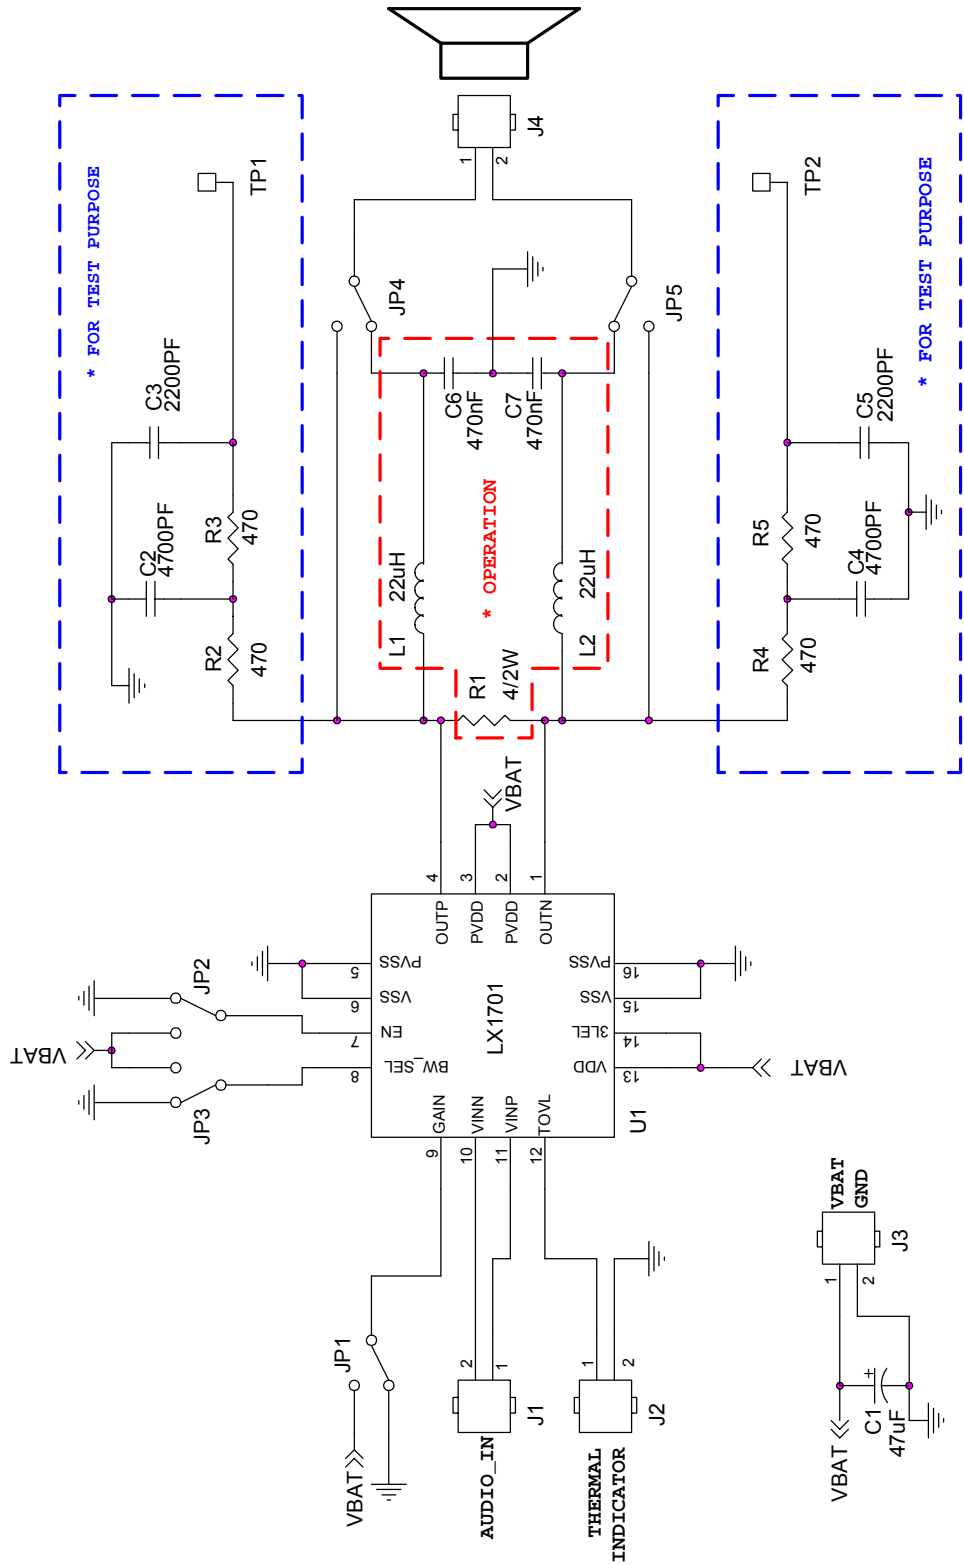 * FOR TEST PURPOSE
TP1
C3
2200PF
C2
4700PF
R3
470
R2
470
J4
1
2
JP4
JP5
C6
470nF
C7
470nF
* OPERATION
22uH
L1
22uH
L2
R1
4/2W
* FOR TEST PURPOSE
TP2
C5
2200PF
C4
4700PF
R5
470
R4
470
VBAT
4
3
2
1
OUTP
PVDD
PVDD
OUTN
5
6
7
8
PVSS
VSS
EN
BW_SEL
LX1701
PVSS
VSS
3LEL
VDD
16
15
14
13
GAIN
VINN
VINP
TOVL
9
10
11
12
U1
JP2
VBAT
JP3
VBAT
JP1
VBAT
2
1
J1
AUDIO_IN
1
2
J2
THERMAL
INDICATOR
VBAT
GND
J3
1
2
C1
47uF
+
VBAT